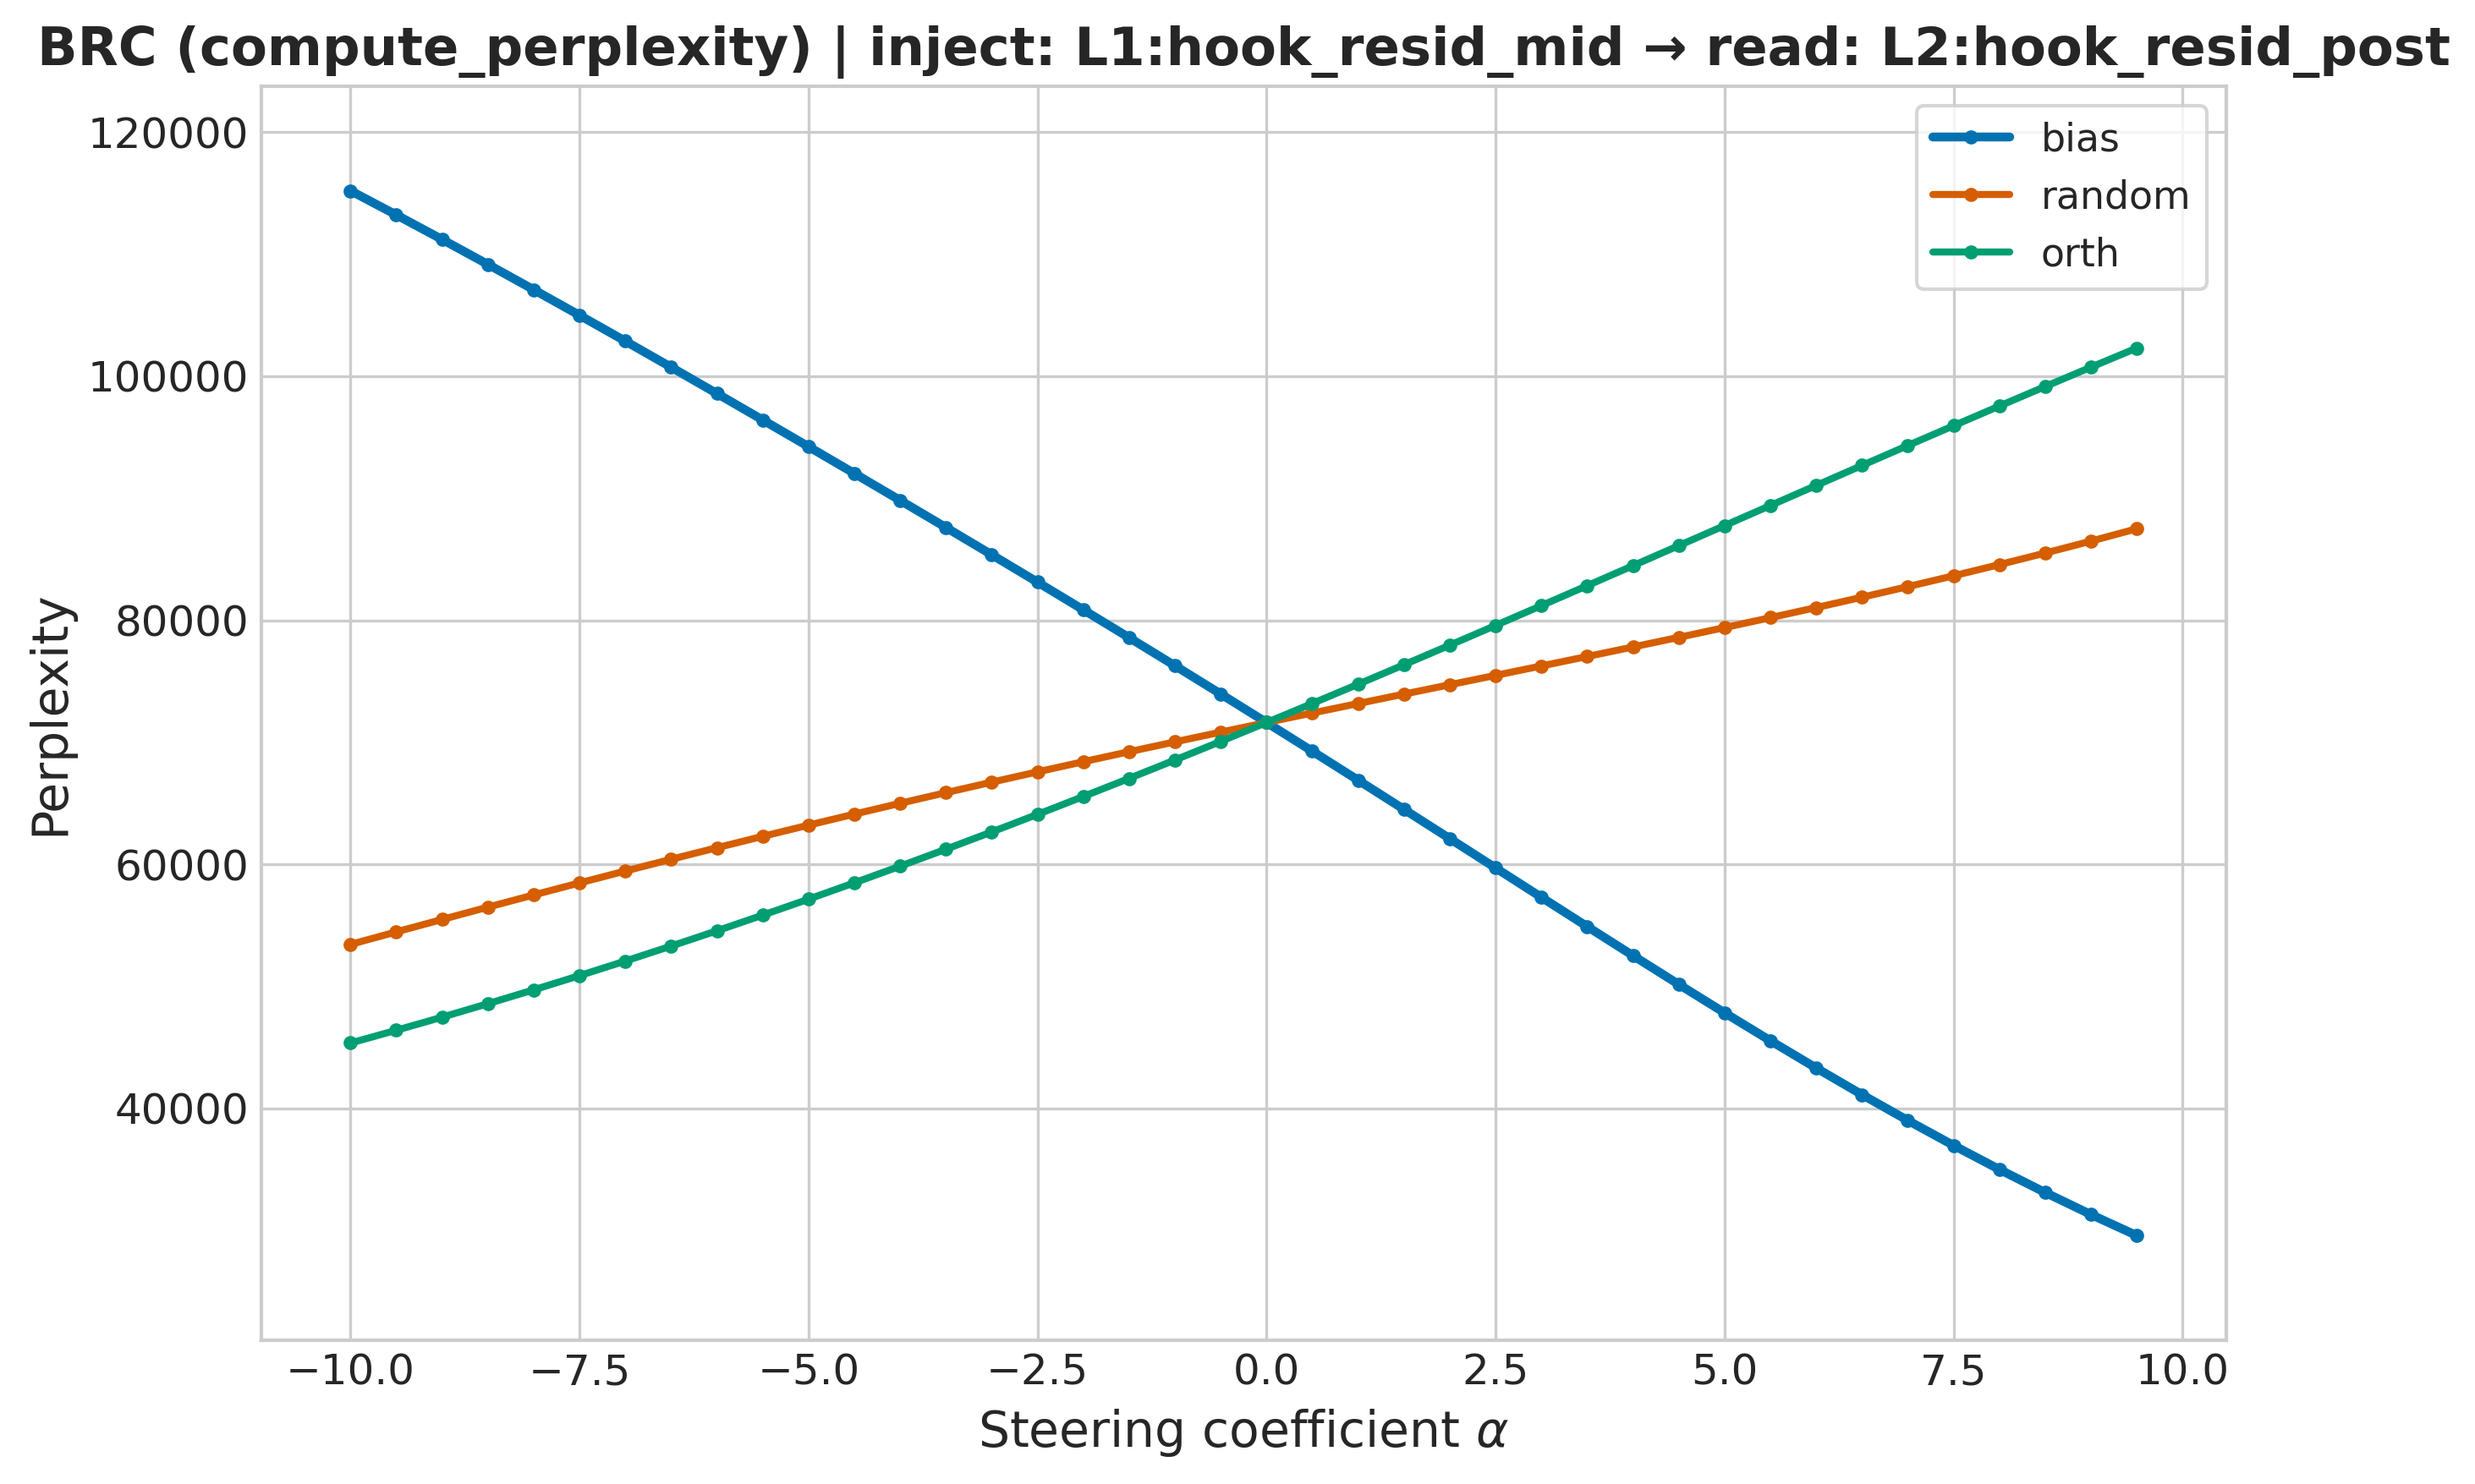 BRC (compute_perplexity) | inject: L1:hook_resid_mid → read: L2:hook_resid_post
120000
100000
80000
60000
40000
Perplexity
bias
random
orth
−10.0 −7.5 −5.0 −2.5 0.0 2.5 5.0 7.5 10.0
Steering coefficient α